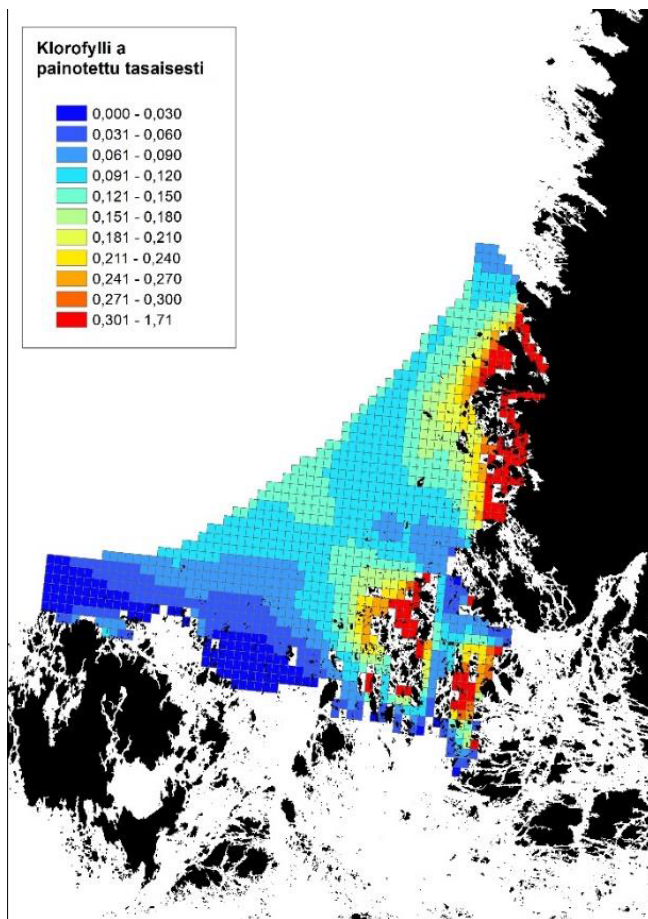 Klorofylli a
painotettu tasaisesti
0,000 - 0,030
0,031 - 0,060
0,061 - 0,090
0,091 - 0,120
0,121 - 0,150
0,151 - 0,180
0,181 - 0,210
0,211 - 0,240
0,241 - 0,270
0,271 - 0,300
0,301 - 1,71